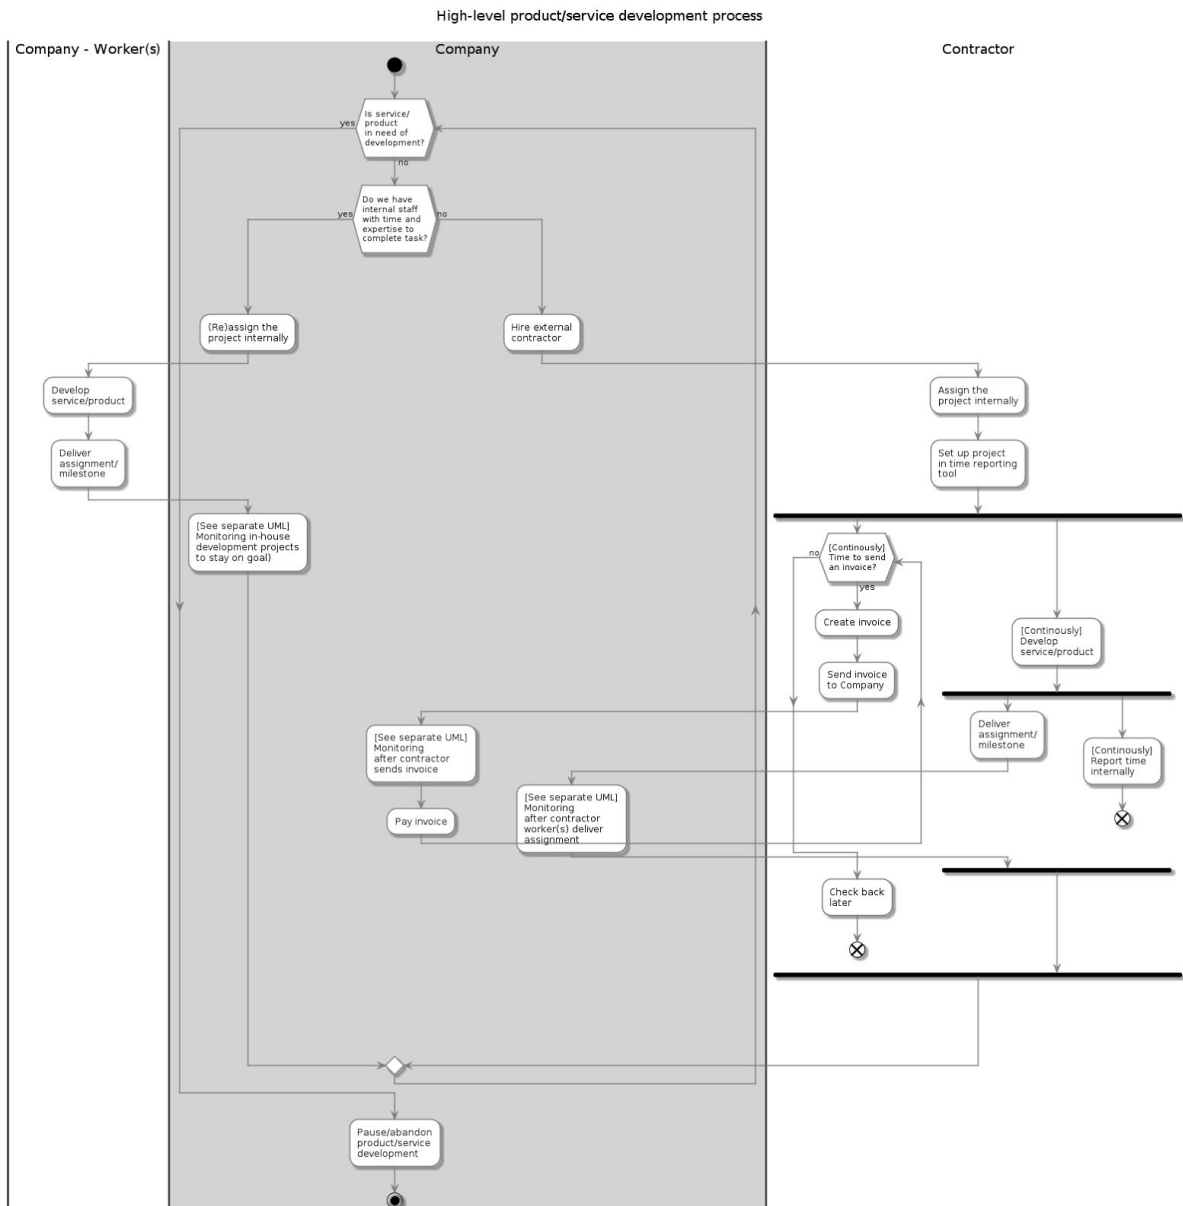 High-level product/service development process
Company - Worker(s)
Company
Contractor
Is service/
product
in need of
development?
yes
no
Do we have
internal staff
with time and
expertise to
complete task?
yes
no
(Re)assign the
project internally
Hire external
contractor
Develop
service/product
Assign the
project internally
Deliver
assignment/
milestone
Set up project
in time reporting
tool
[See separate UML]
Monitoring in-house
development projects
to stay on goal)
[Continously]
Time to send
an invoice?
no
yes
Create invoice
[Continously]
Develop
service/product
Send invoice
to Company
Deliver
assignment/
milestone
[See separate UML]
Monitoring
after contractor
sends invoice
[Continously]
Report time
internally
[See separate UML]
Monitoring
after contractor
worker(s) deliver
assignment
Pay invoice
Check back
later
Pause/abandon
product/service
development